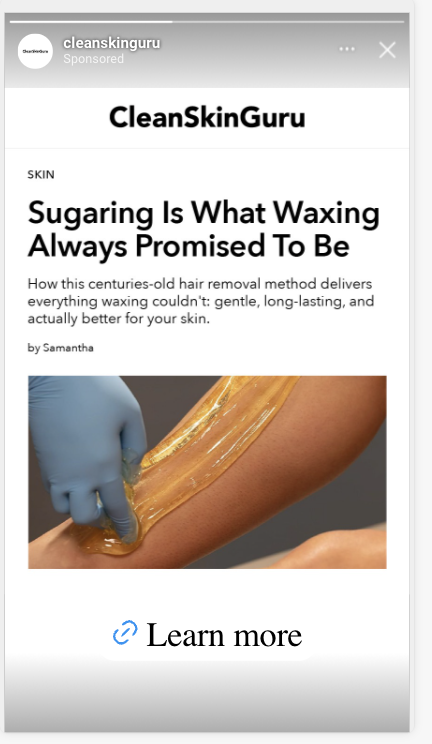 cleanskinguru
Sponsored
CleanSkinGuru
SKIN
Sugaring Is What Waxing
Always Promised To Be
How this centuries-old hair removal method delivers
everything waxing couldn't: gentle, long-lasting, and
actually better for your skin.
by Samantha
Learn more